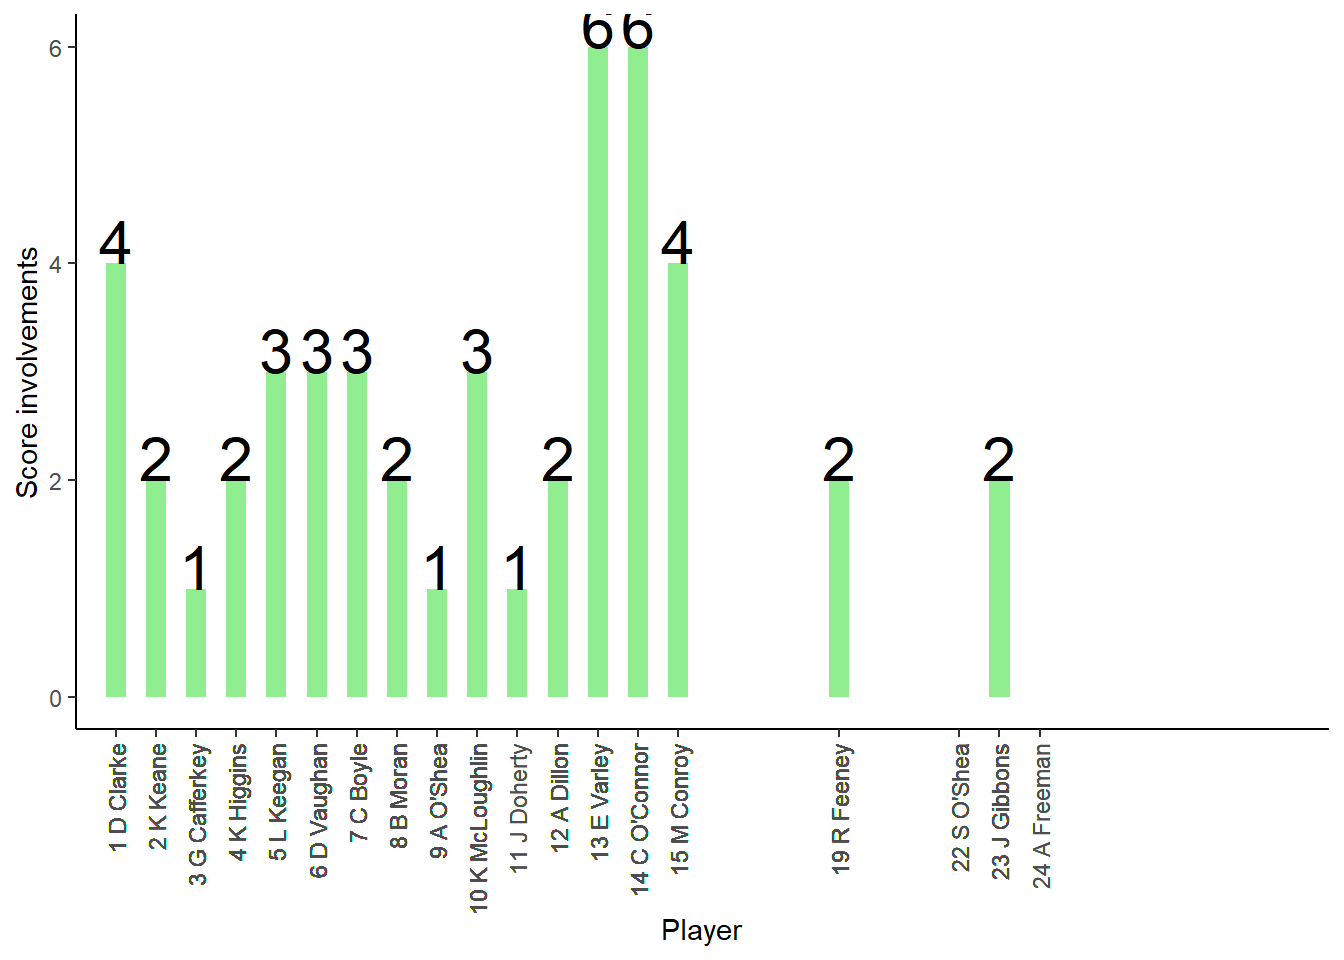 Score involvements
6
4
2
0
4
2
1
2
3
3
3
2
1
3
1
2
6
6
4
2
2
1 D Clarke
2 K Keane
3 G Cafferkey
4 K Higgins
5 L Keegan
6 D Vaughan
7 C Boyle
8 B Moran
9 A O'Shea
10 K McLoughlin
11 J Doherty
12 A Dillon
13 E Varley
14 C O'Connor
15 M Conroy
19 R Feeney
22 S O'Shea
23 J Gibbons
24 A Freeman
Player